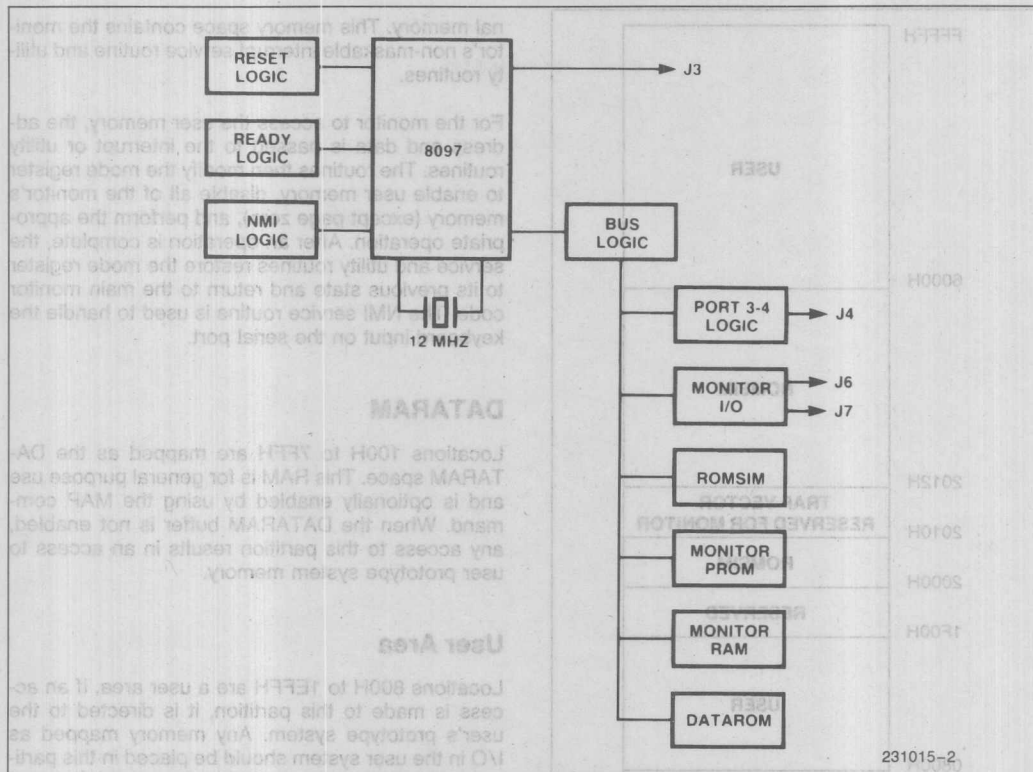 RESET
LOGIC
READY
LOGIC
NMI
LOGIC
8097
12 MHZ
J3
BUS
LOGIC
PORT 3-4
LOGIC
J4
MONITOR
I/O
J6
J7
ROMSIM
MONITOR
PROM
MONITOR
RAM
DATAROM
231015-2
nal memory. This memory space contains the moni-
tor's non-maskable interrupt service routine and utili-
ty routines.
For the monitor to access the user memory, the ad-
dress and data is passed to the interrupt or utility
routines. The routines then modify the mode register
to enable user memory, disable all of the monitor's
memory (except page zero), and perform the appro-
priate operation. After an operation is complete, the
service and utility routines restore the mode register
to its previous state and return to the main monitor
code. The NMI service routine is used to handle the
keyboard input on the serial port.
DATARAM
Locations 100H to 7FFH are mapped as the DA-
TARAM space. This RAM is for general purpose use
and is optionally enabled by using the MAP com-
mand. When the DATARAM buffer is not enabled,
any access to this partition results in an access to
user prototype system memory.
User Area
Locations 800H to 1EFFH are a user area. If an ac-
cess is made to this partition, it is directed to the
user's prototype system. Any memory mapped as
I/O in the user system should be placed in this parti-
FFFFH
USER
6000H
2012H
TRAP VECTOR
RESERVED FOR MONITOR
2010H
2000H
RESERVED
1F00H
USER